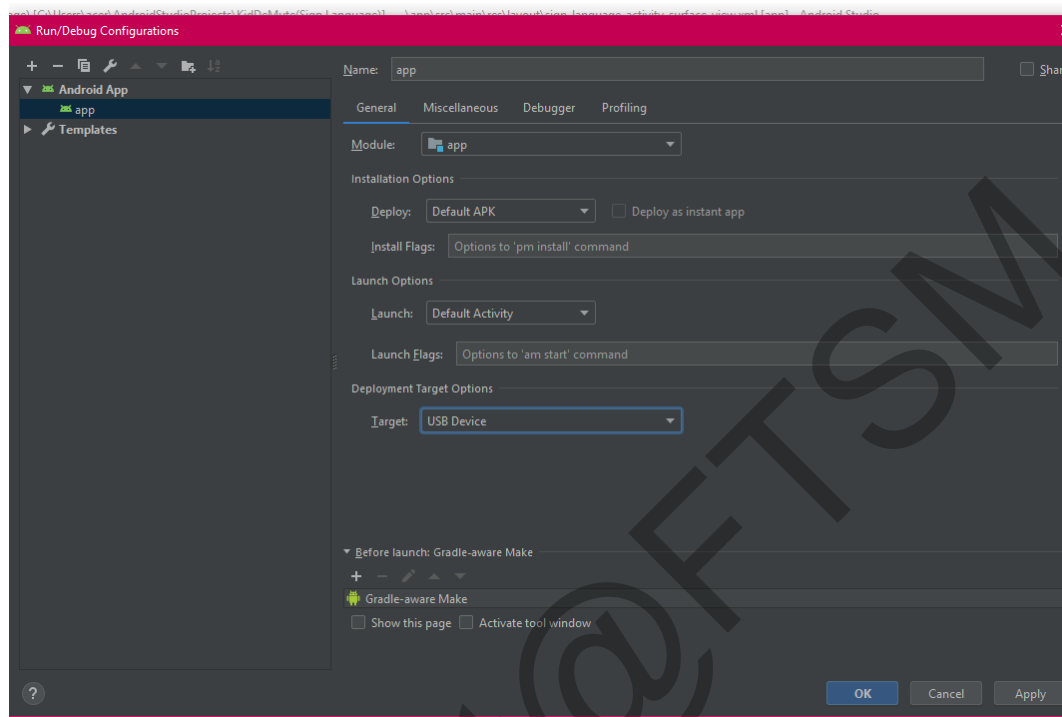 Run/Debug Configurations
Name: app
Shar
Android App
app
Templates
General Miscellaneous Debugger Profiling
Module: app
Installation Options
Deploy: Default APK Deploy as instant app
Install Flags: Options to 'pm install' command
Launch Options
Launch: Default Activity
Launch Flags: Options to 'am start' command
Deployment Target Options
Target: USB Device
Before launch: Gradle-aware Make
Gradle-aware Make
Show this page Activate tool window
? OK Cancel Apply
@FTSM